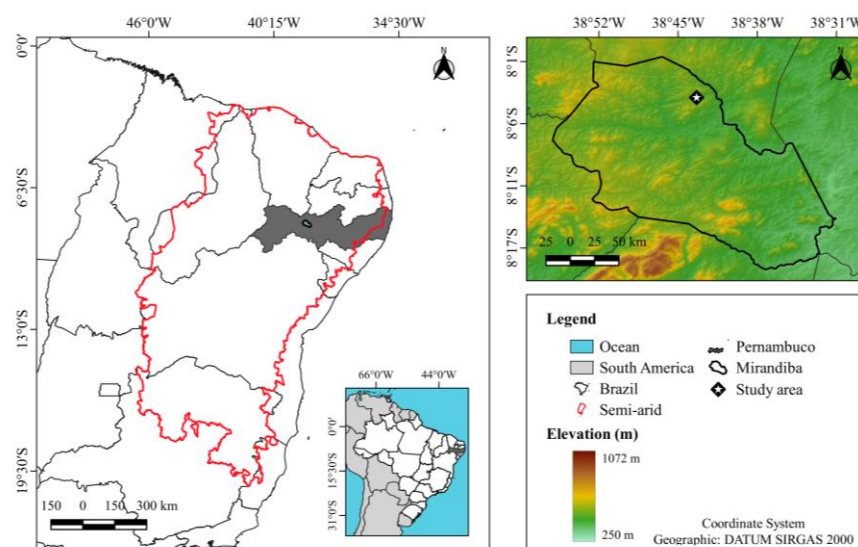 46°0'W 40°15'W 34°30'W
0°0'
6°30'S
13°0'S
19°30'S
N
150 0 150 300 km
66°0'W 44°0'W
0°0'
15°30'S
31°0'S
38°52'W 38°45'W 38°38'W 38°31'W
8°1'S
8°6'S
8°11'S
8°17'S
N
25 0 25 50 km
Legend
Ocean
South America
Brazil
Semi-arid
Pernambuco
Mirandiba
Study area
Elevation (m)
1072 m
250 m
Coordinate System
Geographic: DATUM SIRGAS 2000